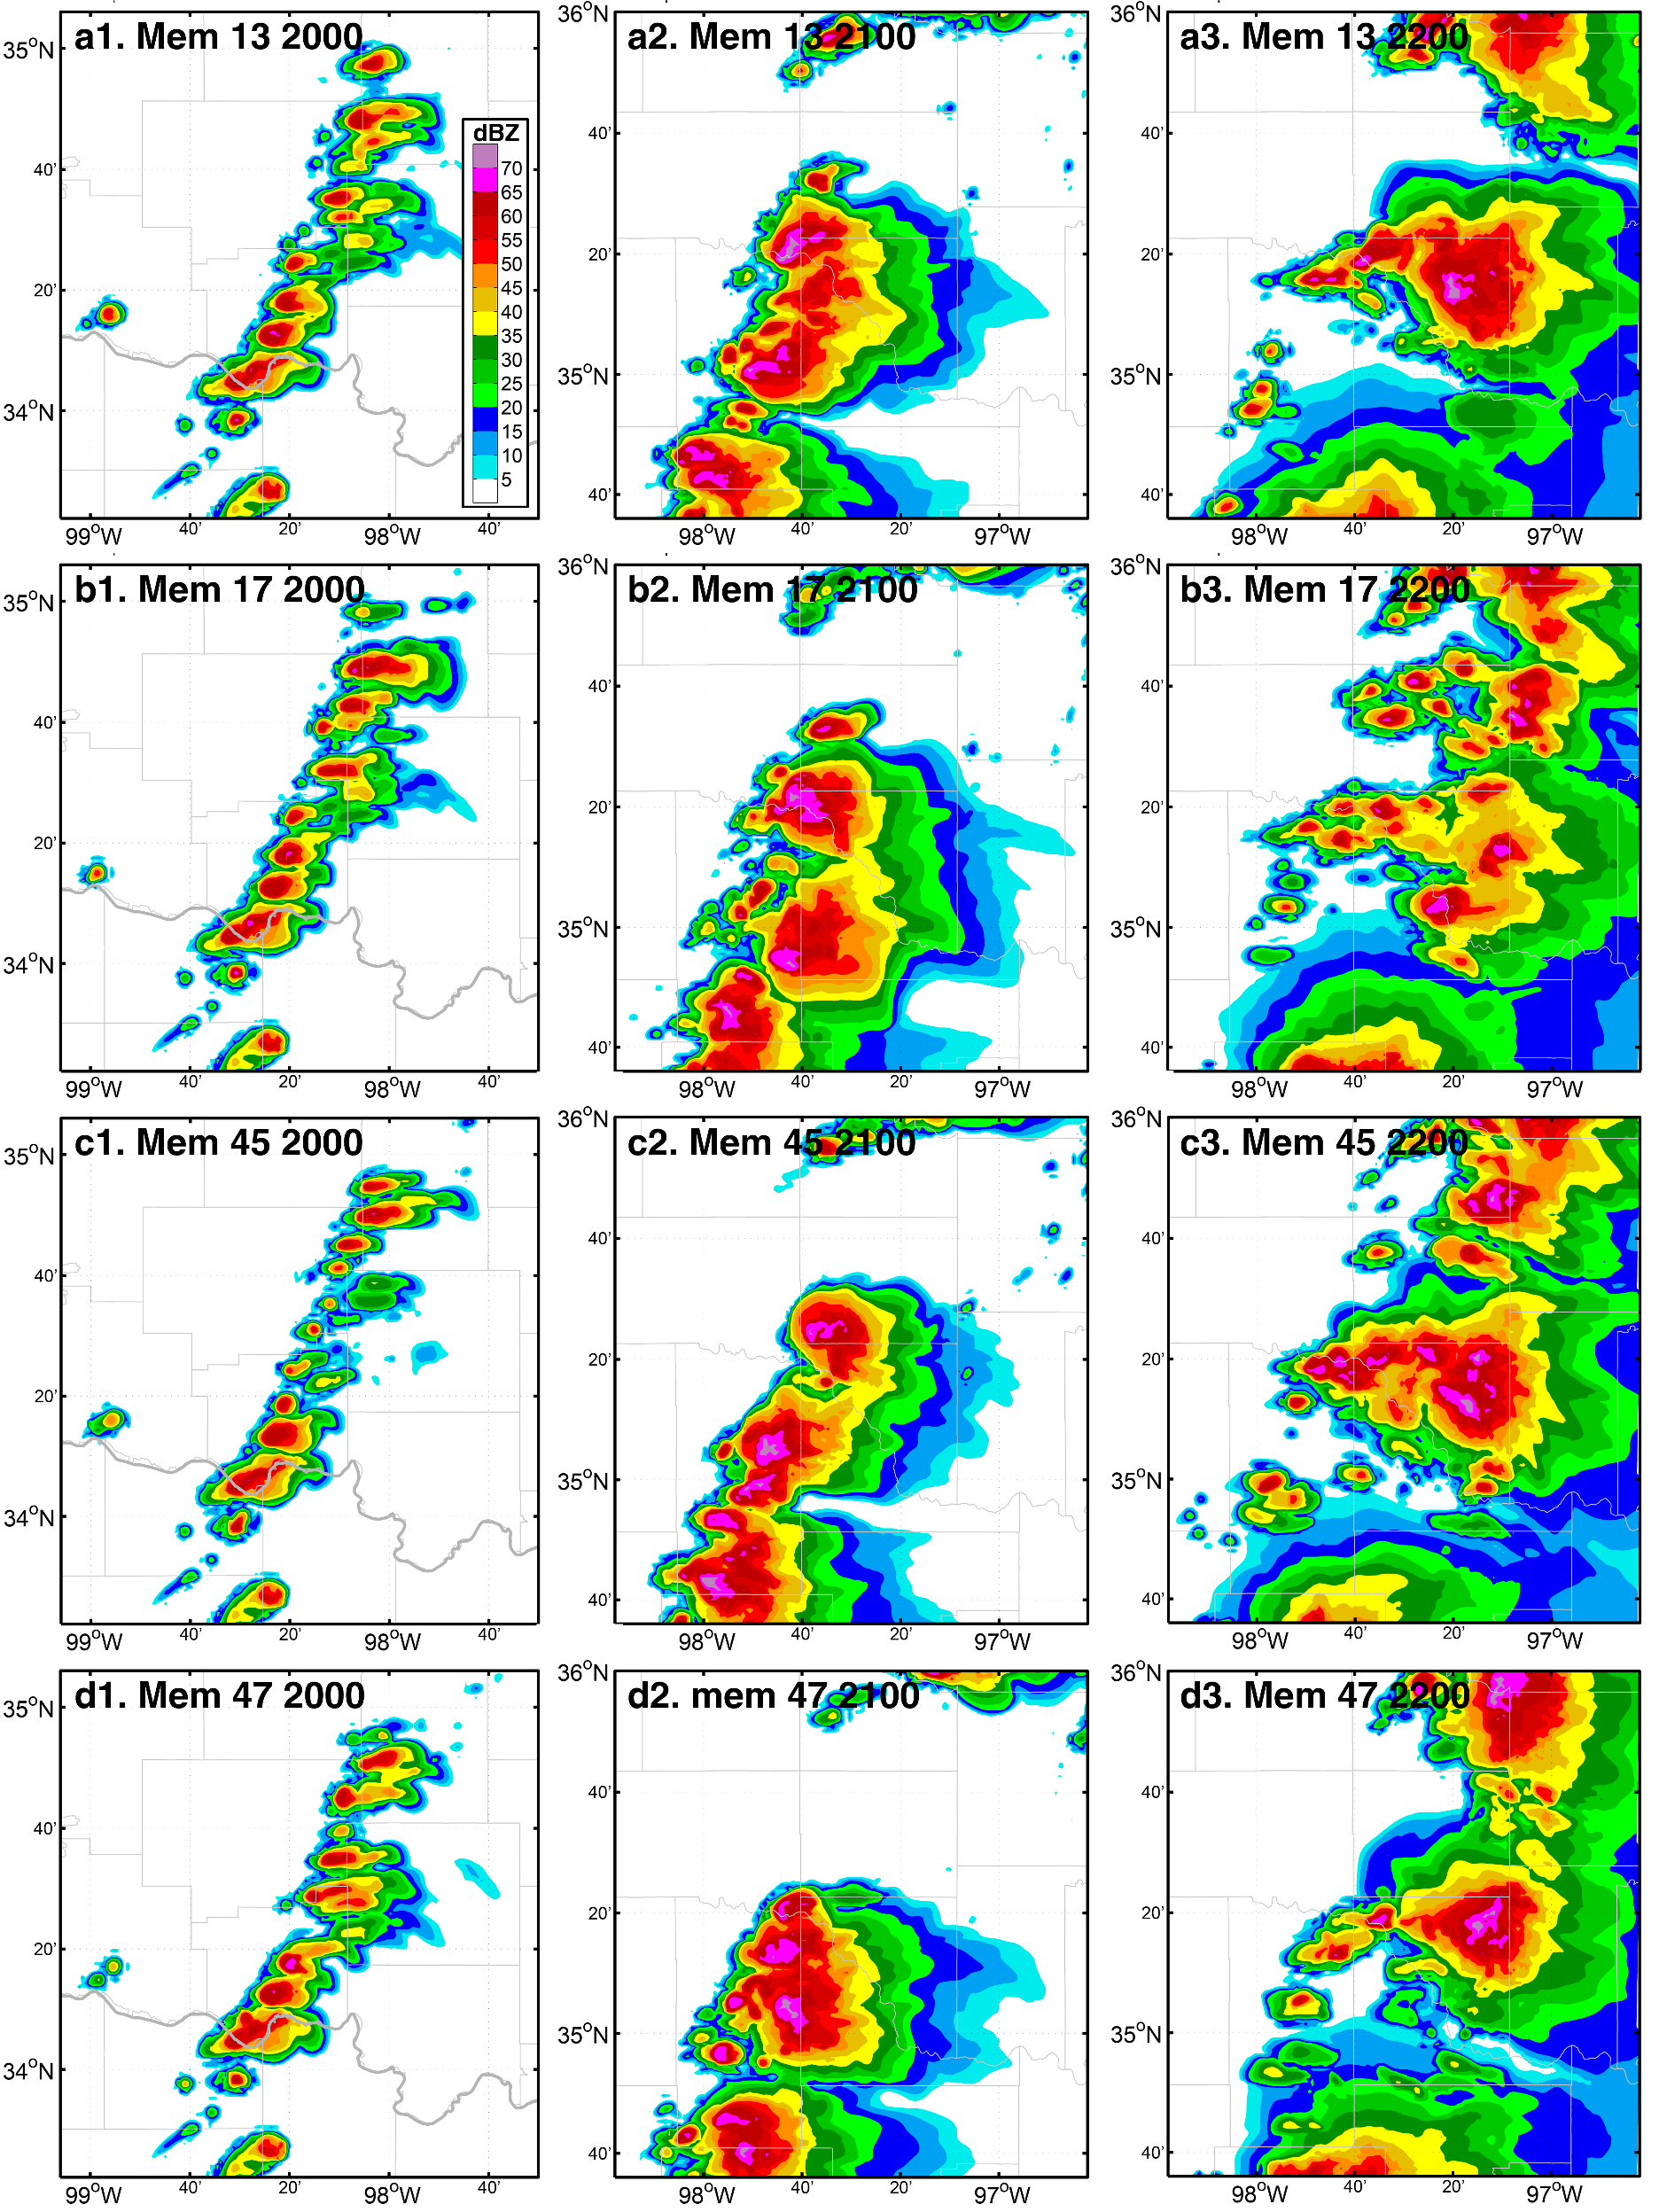 a1. Mem 13 2000
35°N
40'
20'
34°N
99°W 40' 20' 98°W 40'
dBZ
70
65
60
55
50
45
40
35
30
25
20
15
10
5
a2. Mem 13 2100
36°N
40'
20'
35°N
40'
98°W 40' 20' 97°W
a3. Mem 13 2200
36°N
40'
20'
35°N
40'
98°W 40' 20' 97°W
b1. Mem 17 2000
35°N
40'
20'
34°N
99°W 40' 20' 98°W 40'
b2. Mem 17 2100
36°N
40'
20'
35°N
40'
98°W 40' 20' 97°W
b3. Mem 17 2200
36°N
40'
20'
35°N
40'
98°W 40' 20' 97°W
c1. Mem 45 2000
35°N
40'
20'
34°N
99°W 40' 20' 98°W 40'
c2. Mem 45 2100
36°N
40'
20'
35°N
40'
98°W 40' 20' 97°W
c3. Mem 45 2200
36°N
40'
20'
35°N
40'
98°W 40' 20' 97°W
d1. Mem 47 2000
35°N
40'
20'
34°N
99°W 40' 20' 98°W 40'
d2. mem 47 2100
36°N
40'
20'
35°N
40'
98°W 40' 20' 97°W
d3. Mem 47 2200
36°N
40'
20'
35°N
40'
98°W 40' 20' 97°W